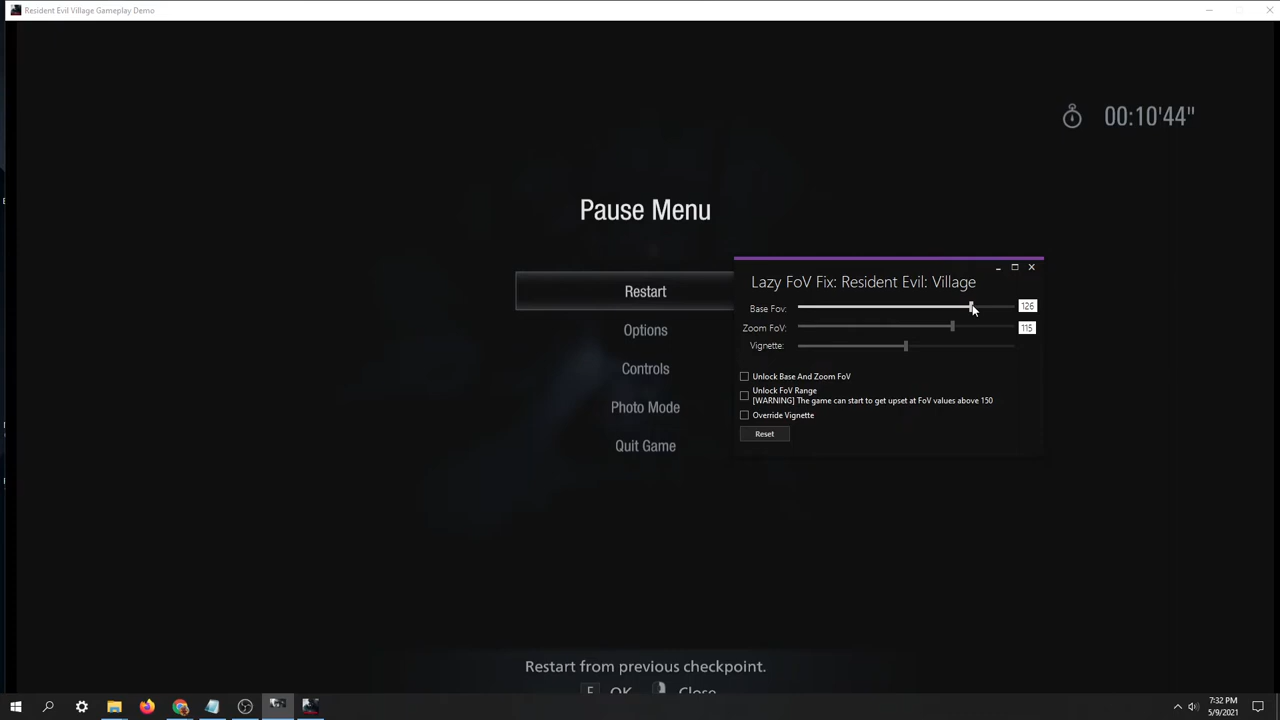 Resident Evil Village Gameplay Demo
00:10'44"
Pause Menu
Restart
Options
Controls
Photo Mode
Quit Game
Lazy FoV Fix: Resident Evil: Village
Base Fov: 126
Zoom FoV: 115
Vignette:
Unlock Base And Zoom FoV
Unlock FoV Range
[WARNING] The game can start to get upset at FoV values above 150
Override Vignette
Reset
Restart from previous checkpoint.
F OK Close
7:32 PM
5/9/2021